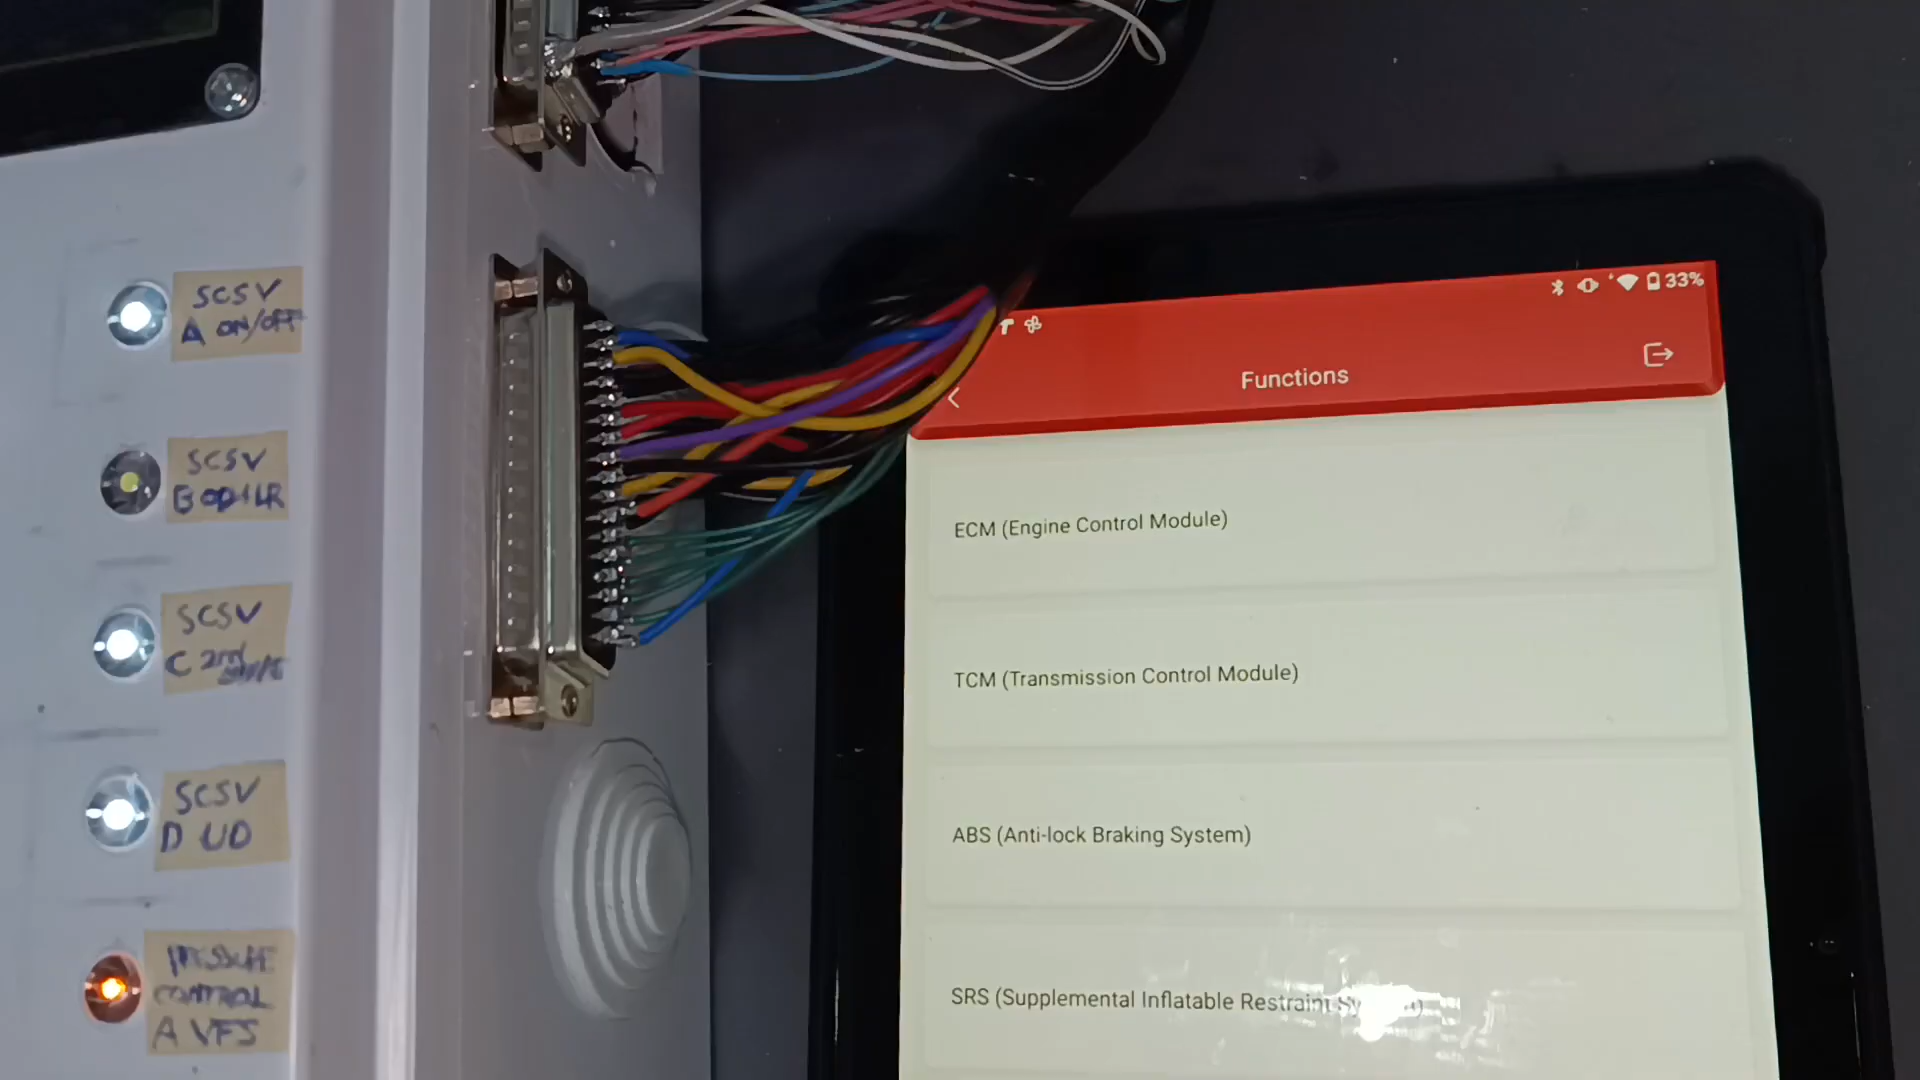 SCSV
A ON/OFF
SCSV
SCSV
SCSV
D UD
PRESSURE
CONTROL
A VFS
33%
Functions
ECM (Engine Control Module)
TCM (Transmission Control Module)
ABS (Anti-lock Braking System)
SRS (Supplemental Inflatable Restraint